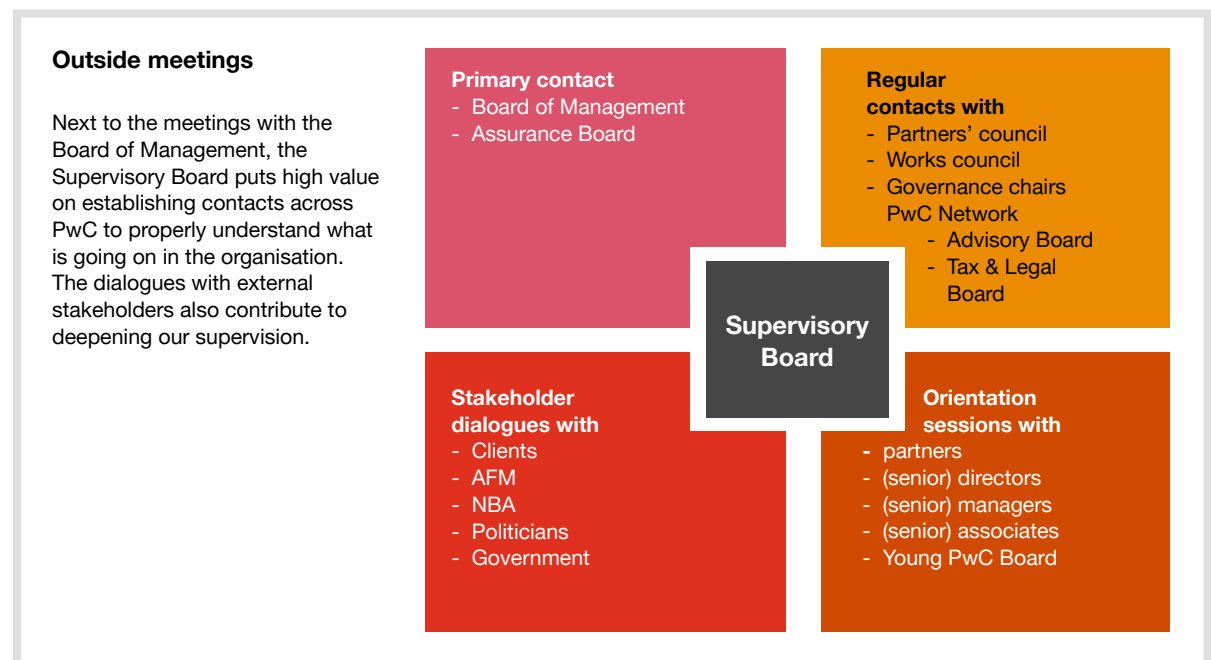 Outside meetings
Next to the meetings with the
Board of Management, the
Supervisory Board puts high value
on establishing contacts across
PwC to properly understand what
is going on in the organisation.
The dialogues with external
stakeholders also contribute to
deepening our supervision.
Primary contact
- Board of Management
- Assurance Board
Regular
contacts with
- Partners’ council
- Works council
- Governance chairs
PwC Network
- Advisory Board
- Tax & Legal
Board
Supervisory
Board
Stakeholder
dialogues with
- Clients
- AFM
- NBA
- Politicians
- Government
Orientation
sessions with
- partners
- (senior) directors
- (senior) managers
- (senior) associates
- Young PwC Board